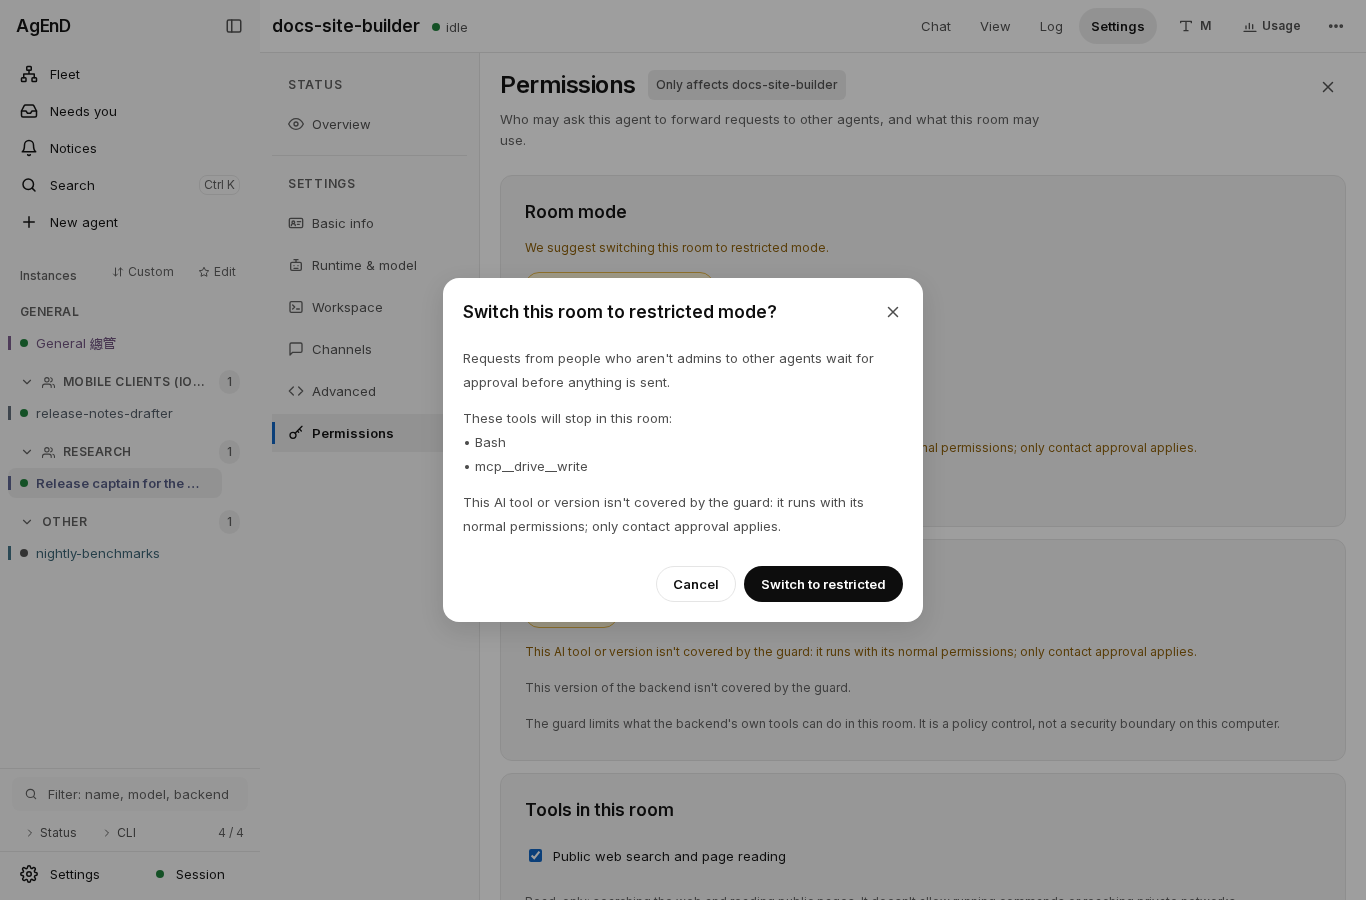 AgEnD
Fleet
Needs you
Notices
Search
Ctrl K
New agent
Instances
Custom
Edit
GENERAL
General 總管
MOBILE CLIENTS (IO...
1
release-notes-drafter
RESEARCH
1
Release captain for the ...
OTHER
1
nightly-benchmarks
Filter: name, model, backend
Status
CLI
4 / 4
Settings
Session
docs-site-builder
idle
Chat
View
Log
Settings
M
Usage
STATUS
Overview
SETTINGS
Basic info
Runtime & model
Workspace
Channels
Advanced
Permissions
Permissions
Only affects docs-site-builder
Who may ask this agent to forward requests to other agents, and what this room may
use.
Room mode
We suggest switching this room to restricted mode.
Switch this room to restricted mode?
Requests from people who aren't admins to other agents wait for
approval before anything is sent.
These tools will stop in this room:
• Bash
• mcp__drive__write
This AI tool or version isn't covered by the guard: it runs with its
normal permissions; only contact approval applies.
Cancel
Switch to restricted
permissions; only contact approval applies.
This AI tool or version isn't covered by the guard: it runs with its normal permissions; only contact approval applies.
This version of the backend isn't covered by the guard.
The guard limits what the backend's own tools can do in this room. It is a policy control, not a security boundary on this computer.
Tools in this room
Public web search and page reading